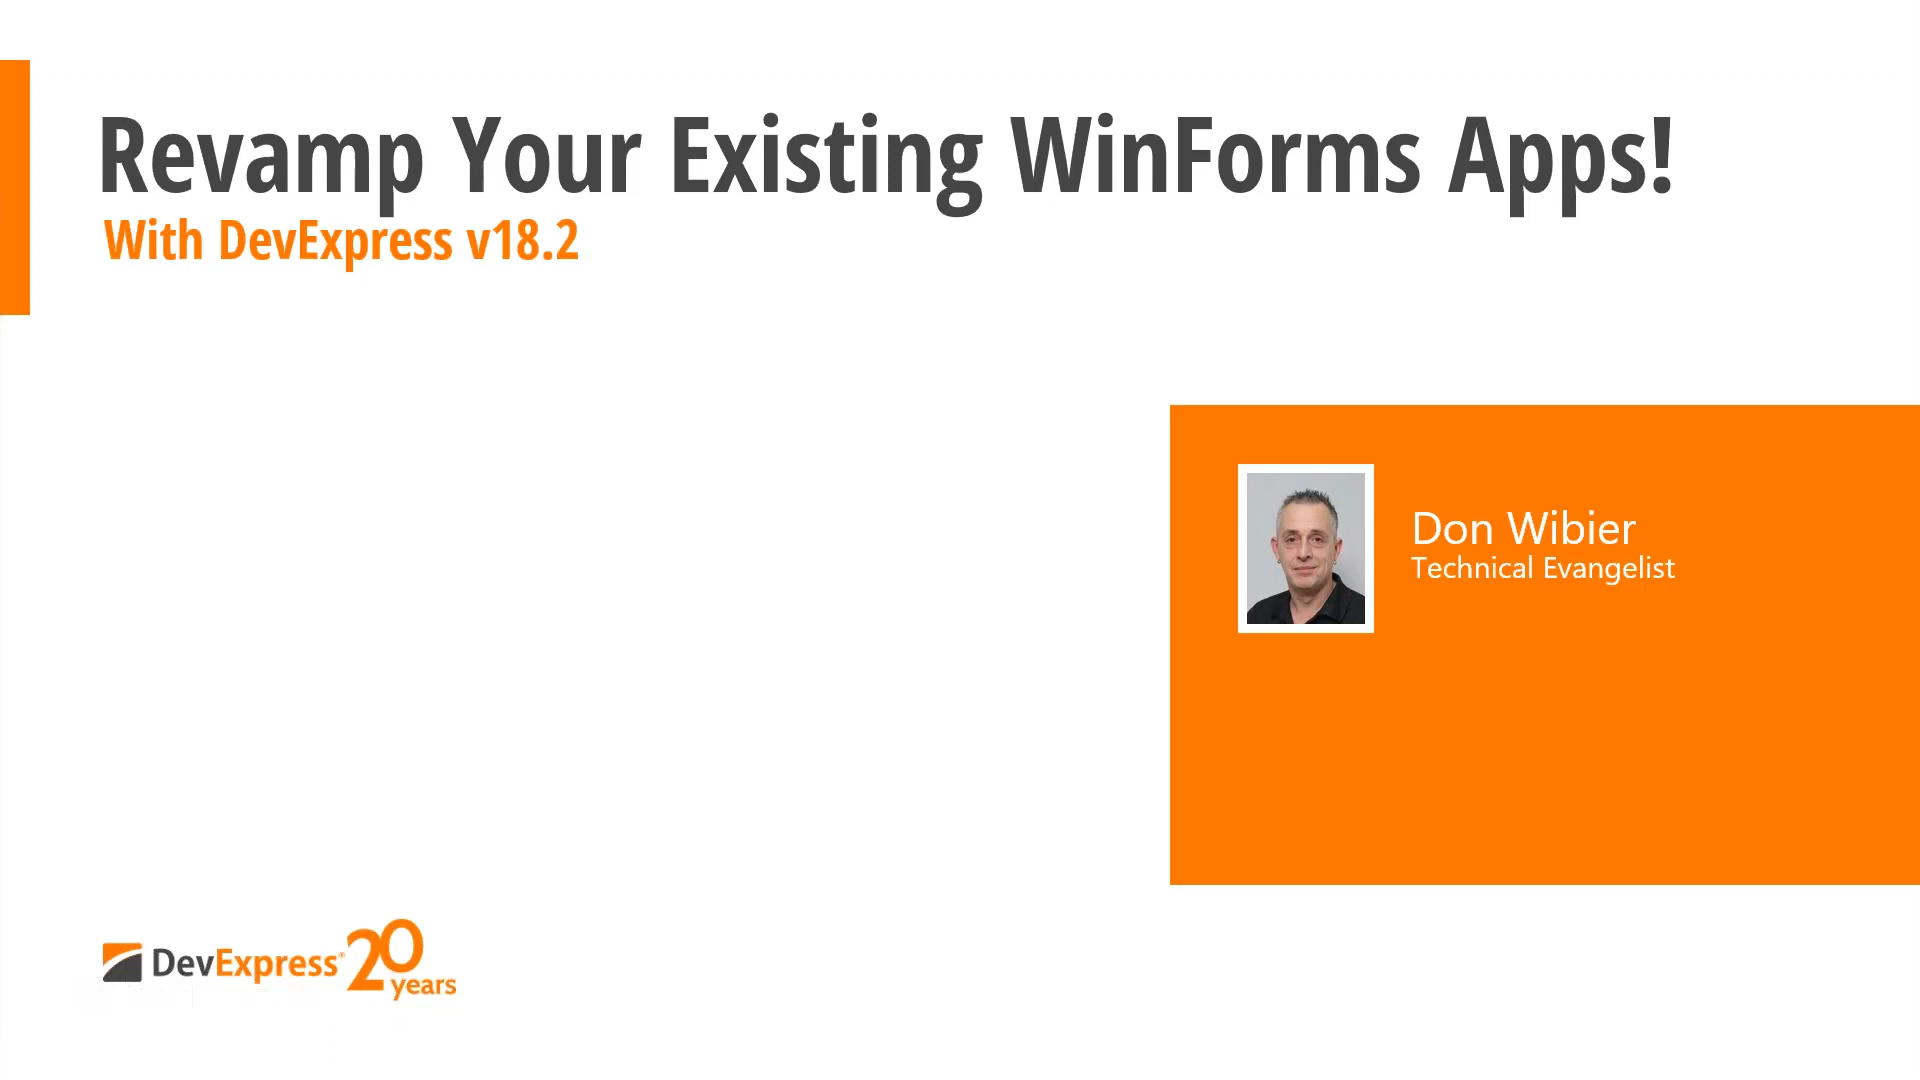 Revamp Your Existing WinForms Apps!
With DevExpress v18.2
Don Wibier
Technical Evangelist
DevExpress® 20 years